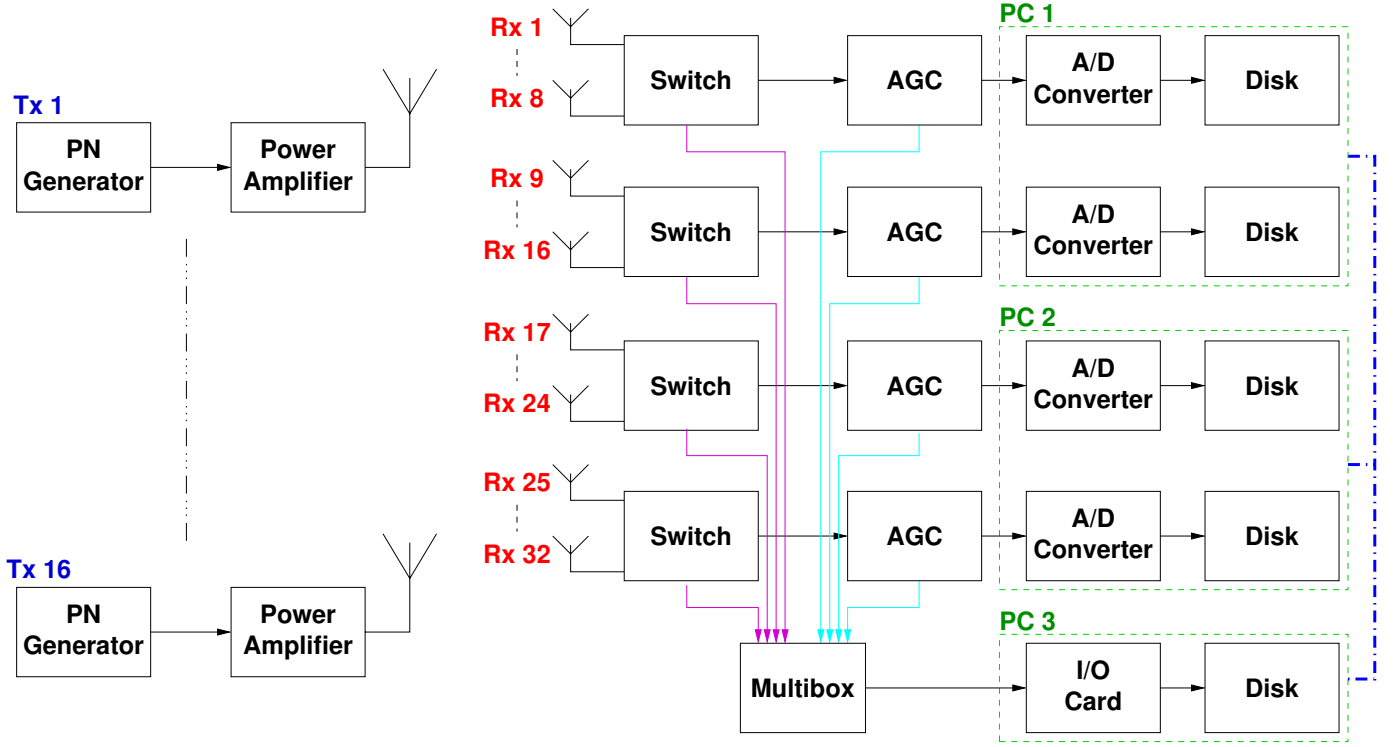 Tx 1
PN
Generator
Power
Amplifier
Tx 16
PN
Generator
Power
Amplifier
Rx 1
Rx 8
Switch
AGC
PC 1
A/D
Converter
Disk
Rx 9
Rx 16
Switch
AGC
A/D
Converter
Disk
Rx 17
Rx 24
Switch
AGC
PC 2
A/D
Converter
Disk
Rx 25
Rx 32
Switch
AGC
A/D
Converter
Disk
Multibox
PC 3
I/O
Card
Disk